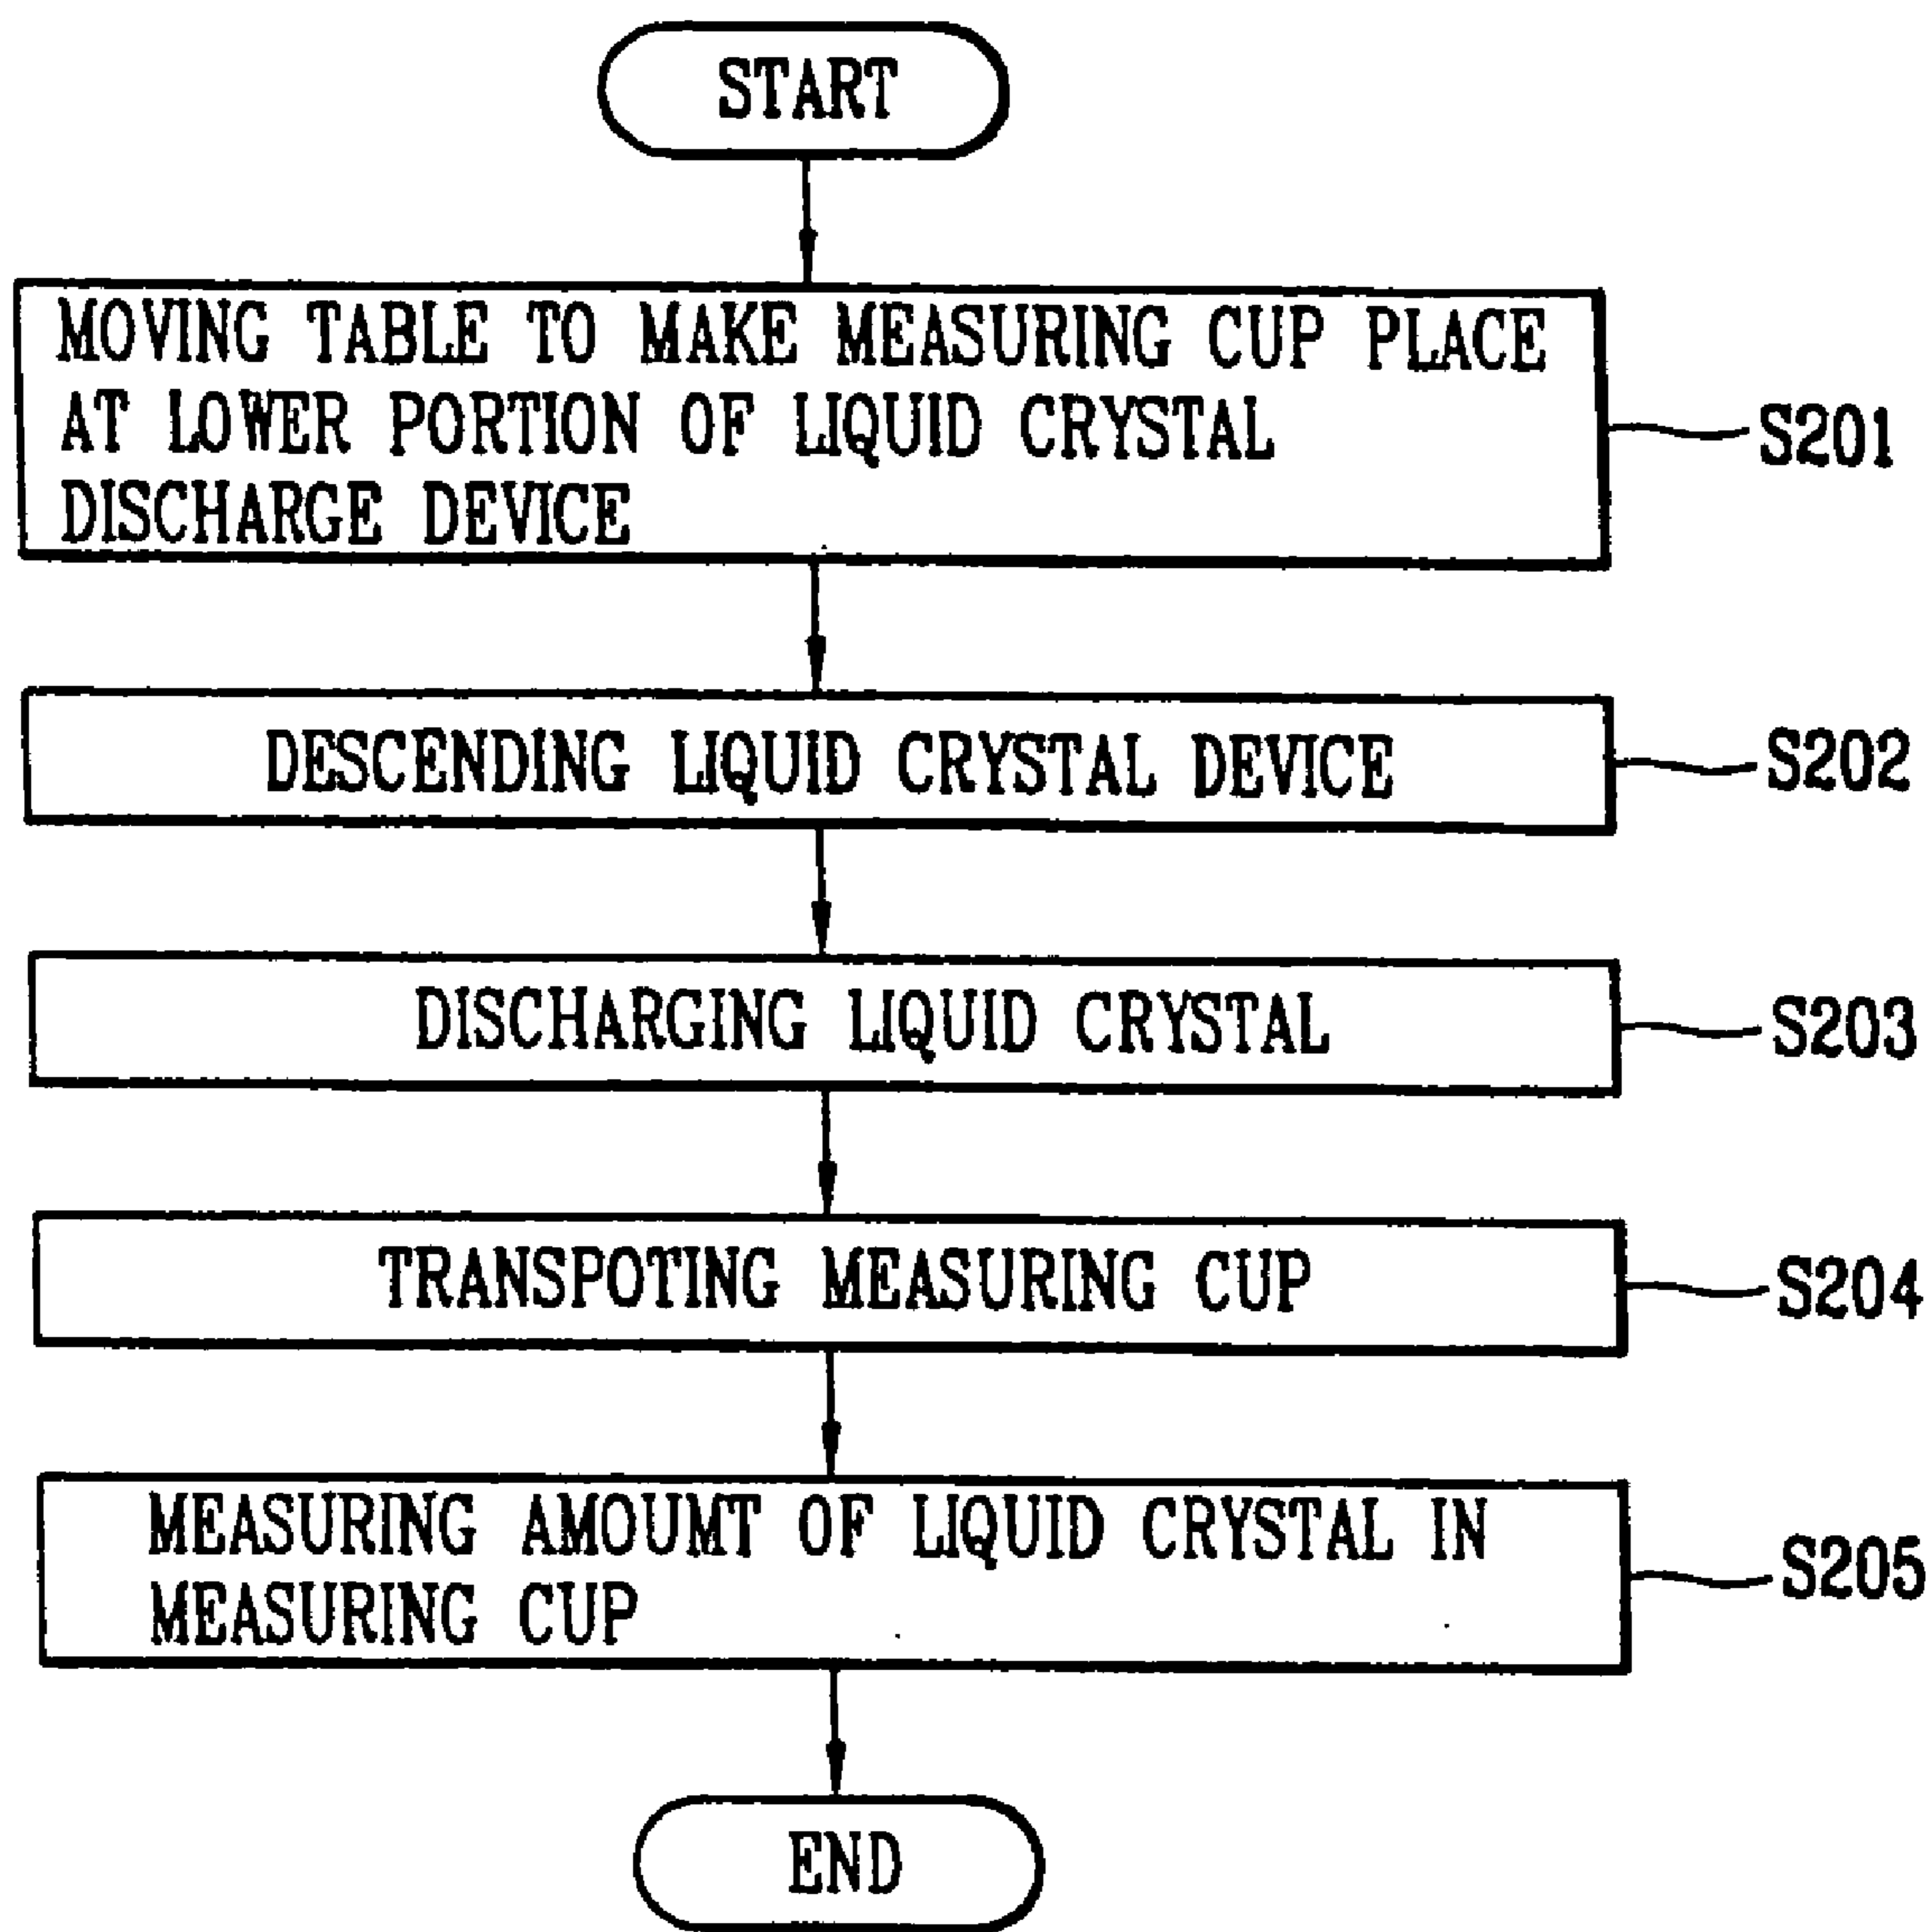 START
MOVING TABLE TO MAKE MEASURING CUP PLACE
AT LOWER PORTION OF LIQUID CRYSTAL
DISCHARGE DEVICE
S201
DESCENDING LIQUID CRYSTAL DEVICE
S202
DISCHARGING LIQUID CRYSTAL
S203
TRANSPOTING MEASURING CUP
S204
MEASURING AMOUMT OF LIQUID CRYSTAL IN
MEASURING CUP
S205
END